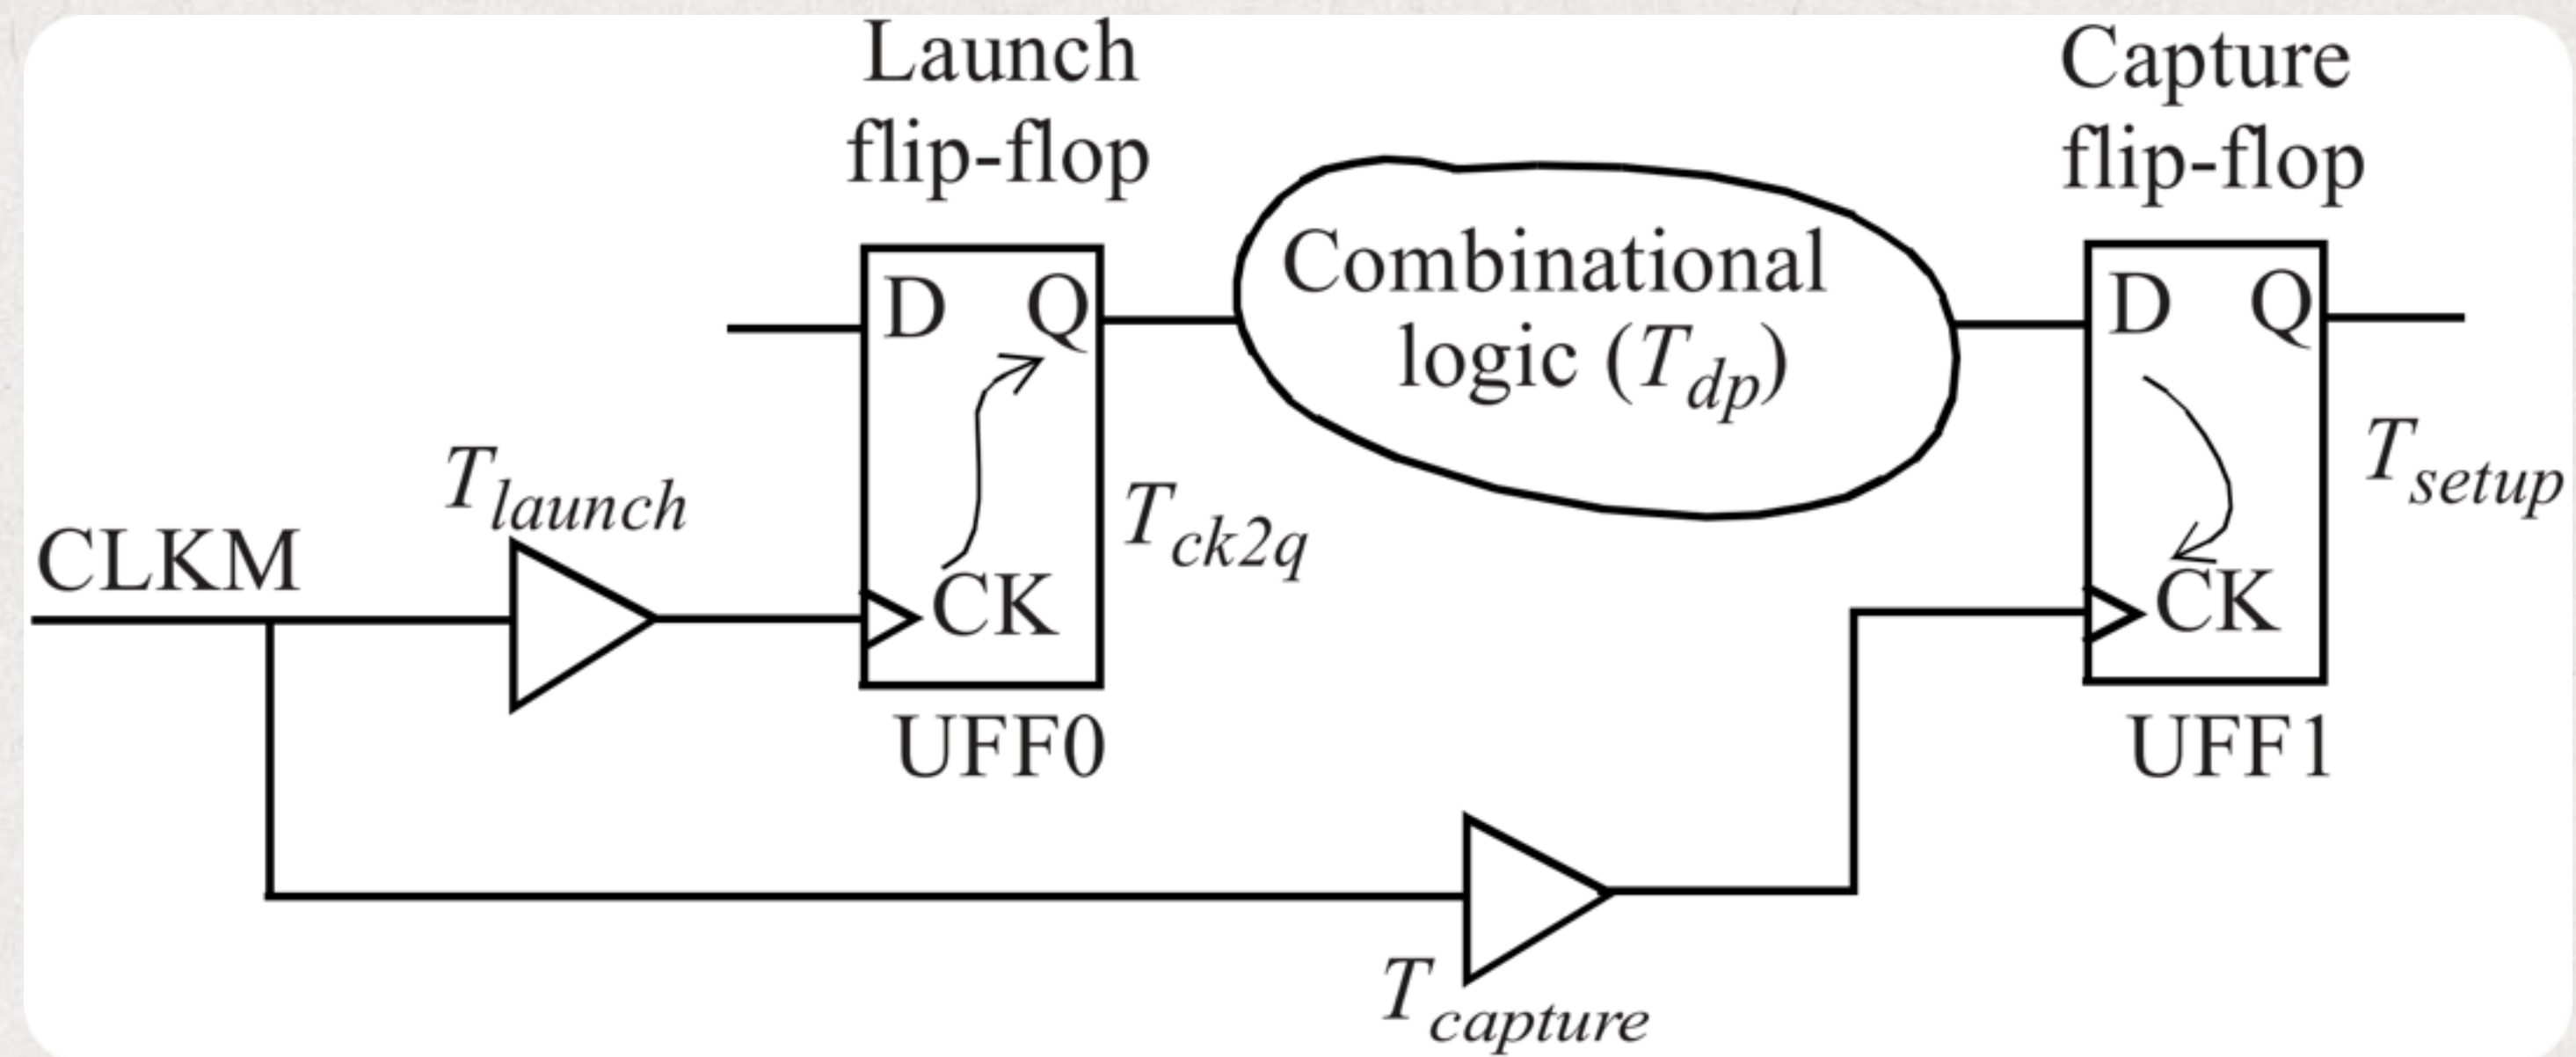 Launch
flip-flop
Capture
flip-flop
D Q
Combinational
logic (T_dp)
D Q
T_launch
T_ck2q
T_setup
CLKM
CK
CK
UFF0
UFF1
T_capture